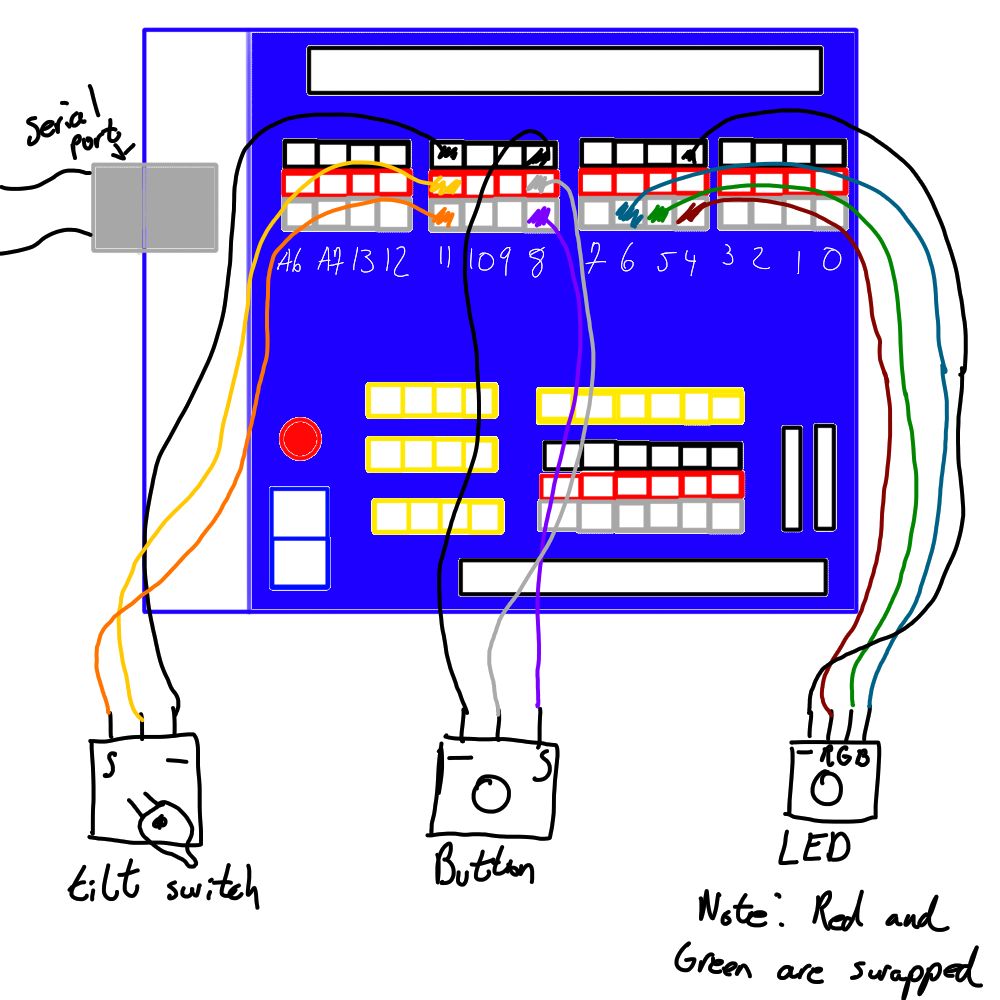 Serial
port
A6 A7 13 12 11 10 9 8 7 6 5 4 3 2 1 0
S −
− S
− R G B
tilt switch
Button
LED
Note: Red and
Green are swapped